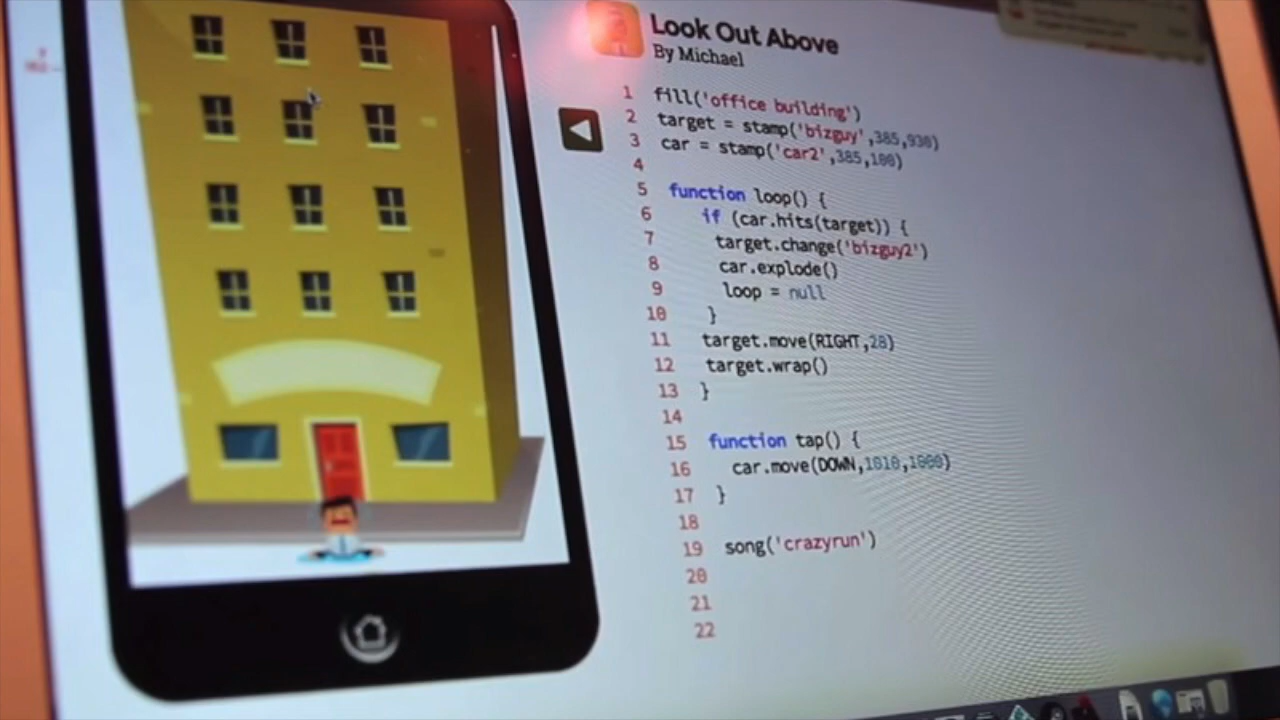 Look Out Above
By Michael
1 fill('office building')
2 target = stamp('bizguy',385,930)
3 car = stamp('car2',385,100)
4
5 function loop() {
6 if (car.hits(target)) {
7 target.change('bizguy2')
8 car.explode()
9 loop = null
10 }
11 target.move(RIGHT,20)
12 target.wrap()
13 }
14
15 function tap() {
16 car.move(DOWN,1010,1000)
17 }
18
19 song('crazyrun')
20
21
22